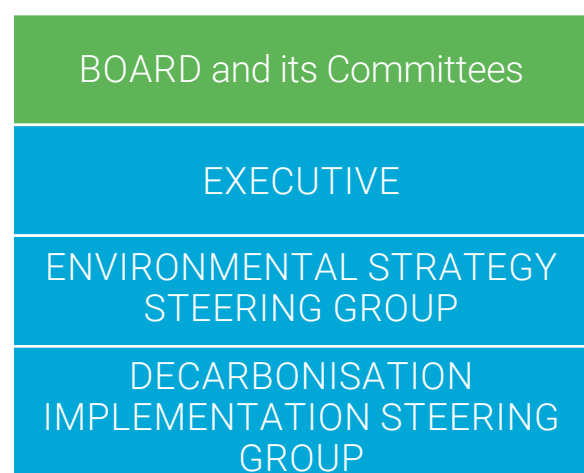 BOARD and its Committees
EXECUTIVE
ENVIRONMENTAL STRATEGY
STEERING GROUP
DECARBONISATION
IMPLEMENTATION STEERING
GROUP